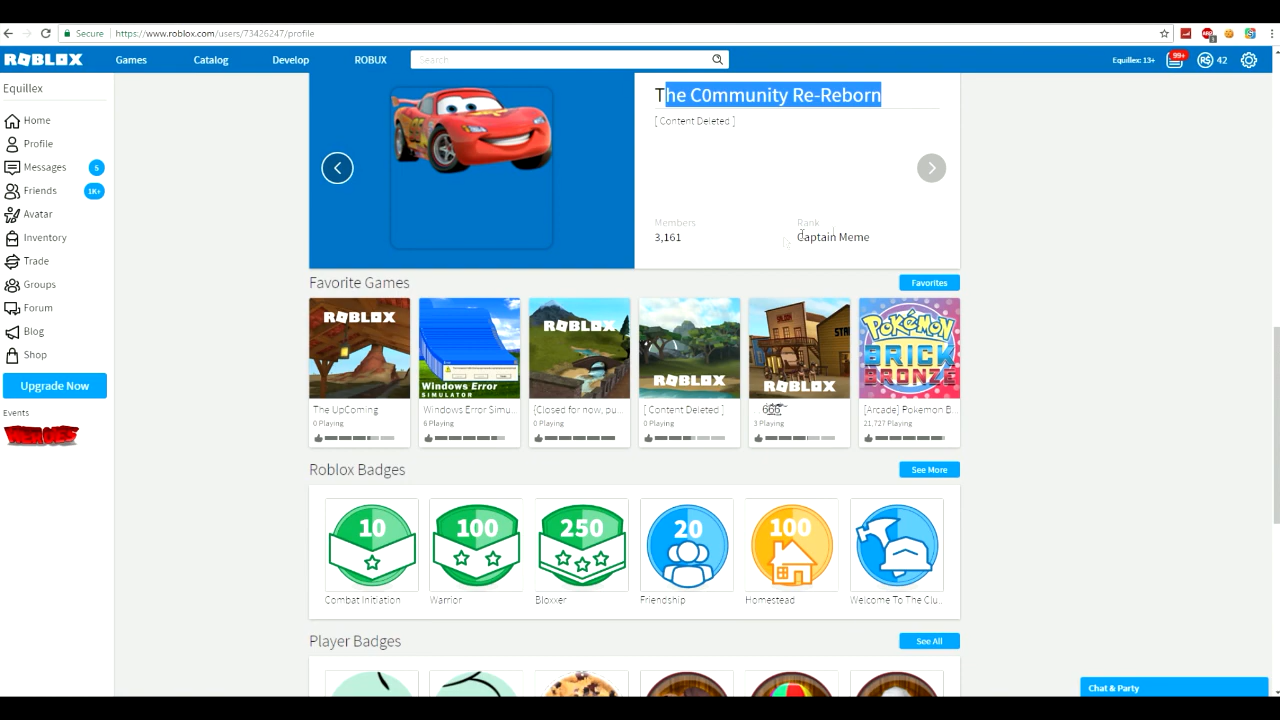 Secure https://www.roblox.com/users/73426247/profile
ROBLOX Games Catalog Develop ROBUX Search Equillex: 13+ 99+ 42
Equillex
Home
Profile
Messages 5
Friends 1K+
Avatar
Inventory
Trade
Groups
Forum
Blog
Shop
Upgrade Now
Events
HEROES
The C0mmunity Re-Reborn
[ Content Deleted ]
Members Rank
3,161 Captain Meme
Favorite Games Favorites
ROBLOX
Windows Error
SIMULATOR
ROBLOX
ROBLOX
ROBLOX
POKÉMON
BRICK
BRONZE
The UpComing Windows Error Simu... {Closed for now, pu... [ Content Deleted ] 666 [Arcade] Pokemon B...
0 Playing 6 Playing 0 Playing 0 Playing 3 Playing 21,727 Playing
Roblox Badges See More
10 100 250 20 100
Combat Initiation Warrior Bloxxer Friendship Homestead Welcome To The Clu...
Player Badges See All
Chat & Party